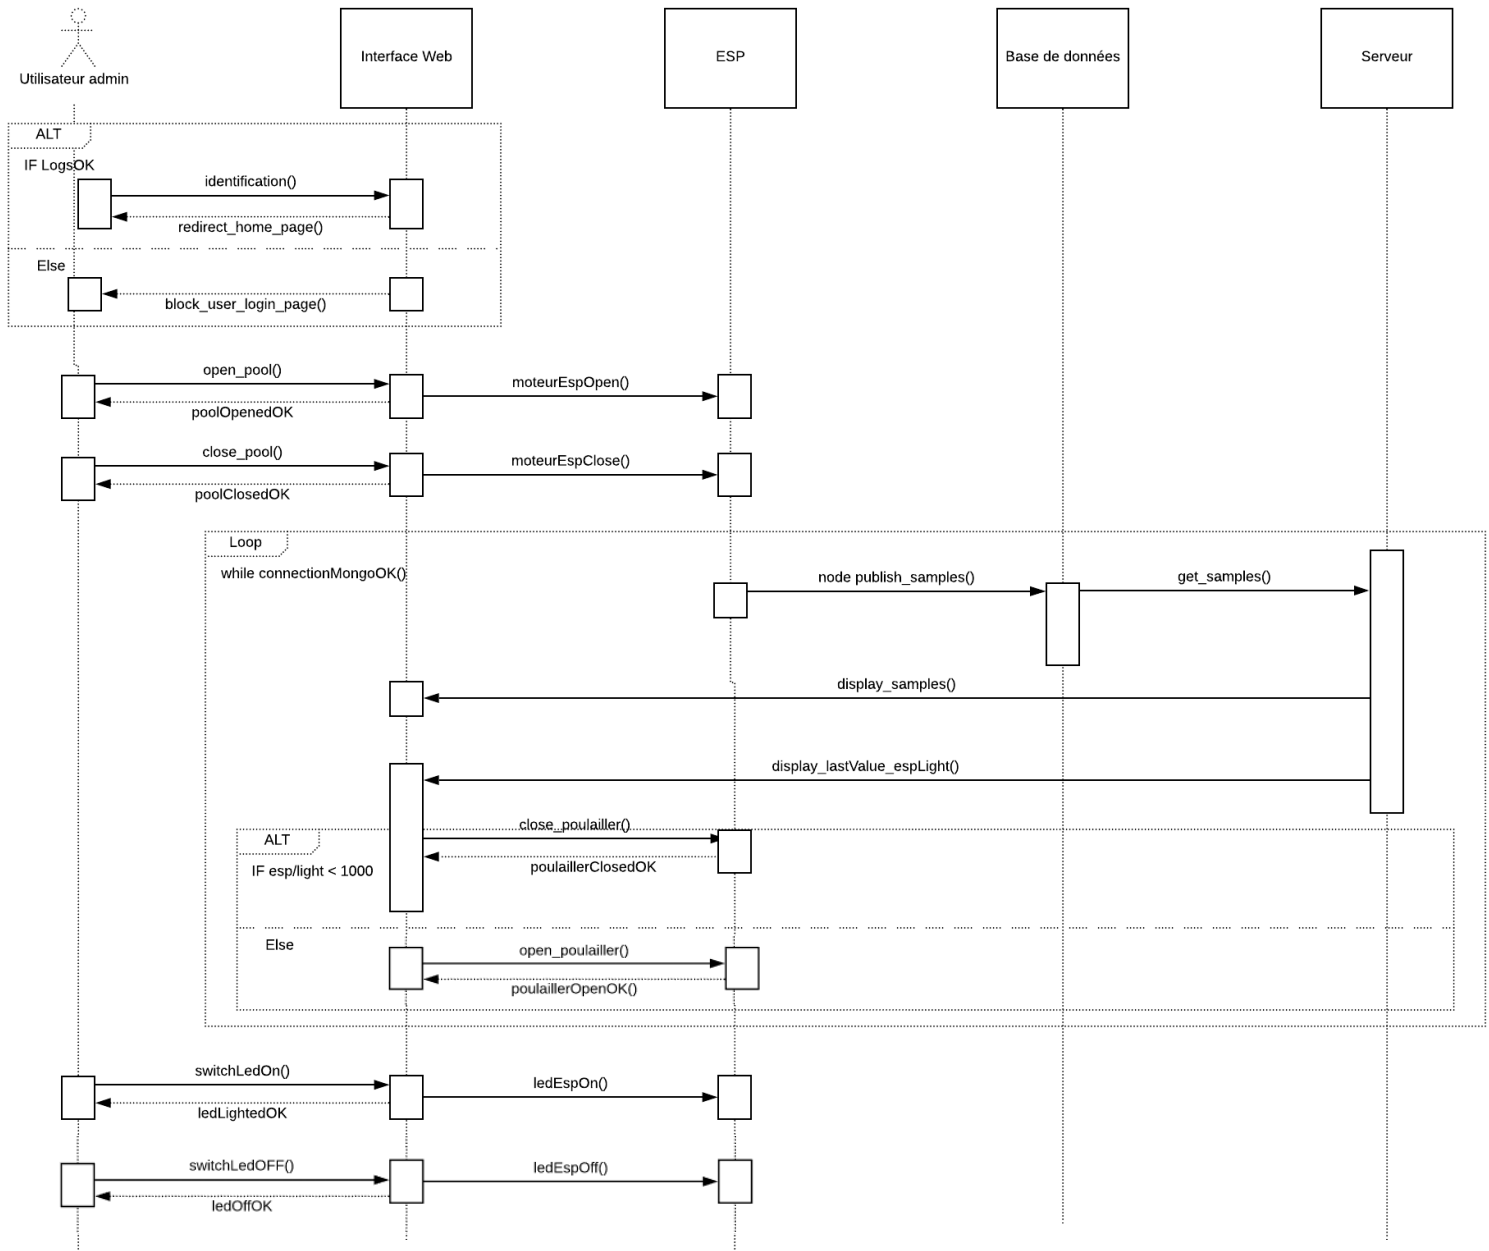 Utilisateur admin
Interface Web
ESP
Base de données
Serveur
ALT
IF LogsOK
identification()
redirect_home_page()
Else
block_user_login_page()
open_pool()
moteurEspOpen()
poolOpenedOK
close_pool()
moteurEspClose()
poolClosedOK
Loop
while connectionMongoOK()
node publish_samples()
get_samples()
display_samples()
display_lastValue_espLight()
close_poulailler()
ALT
poulaillerClosedOK
IF esp/light < 1000
Else
open_poulailler()
poulaillerOpenOK()
switchLedOn()
ledEspOn()
ledLightedOK
switchLedOFF()
ledEspOff()
ledOffOK